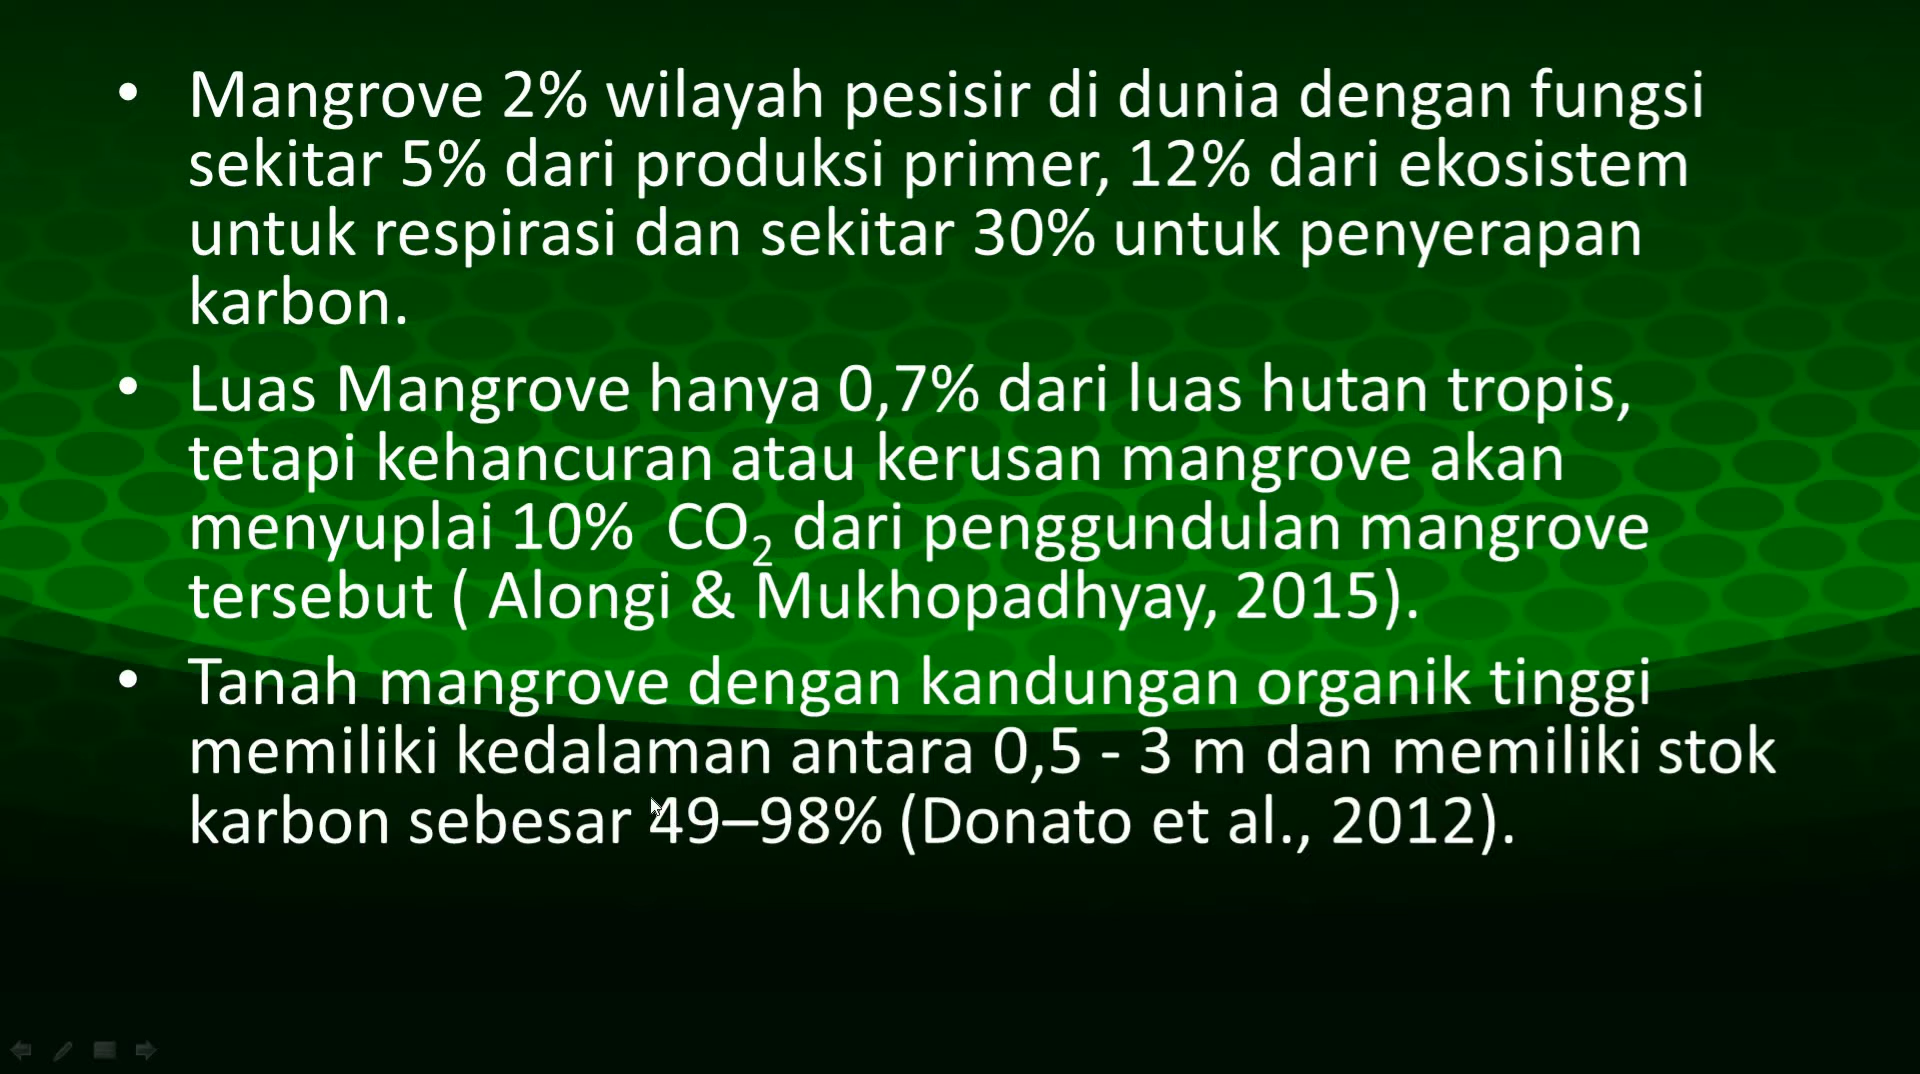 • Mangrove 2% wilayah pesisir di dunia dengan fungsi
sekitar 5% dari produksi primer, 12% dari ekosistem
untuk respirasi dan sekitar 30% untuk penyerapan
karbon.
• Luas Mangrove hanya 0,7% dari luas hutan tropis,
tetapi kehancuran atau kerusan mangrove akan
menyuplai 10%  CO₂ dari penggundulan mangrove
tersebut ( Alongi & Mukhopadhyay, 2015).
• Tanah mangrove dengan kandungan organik tinggi
memiliki kedalaman antara 0,5 - 3 m dan memiliki stok
karbon sebesar 49–98% (Donato et al., 2012).